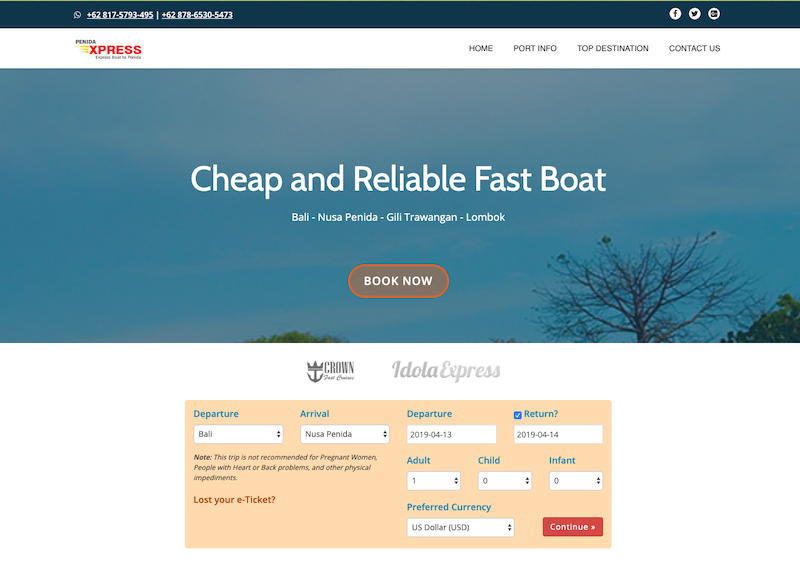 +62 817-5793-495 | +62 878-6530-5473
PENIDA
XPRESS
Express Boat to Penida
HOME PORT INFO TOP DESTINATION CONTACT US
Cheap and Reliable Fast Boat
Bali - Nusa Penida - Gili Trawangan - Lombok
BOOK NOW
CROWN
Fast Cruises
Idola Express
Departure Arrival Departure Return?
Bali Nusa Penida 2019-04-13 2019-04-14
Note: This trip is not recommended for Pregnant Women,
People with Heart or Back problems, and other physical
impediments.
Lost your e-Ticket?
Adult Child Infant
1 0 0
Preferred Currency
US Dollar (USD) Continue »